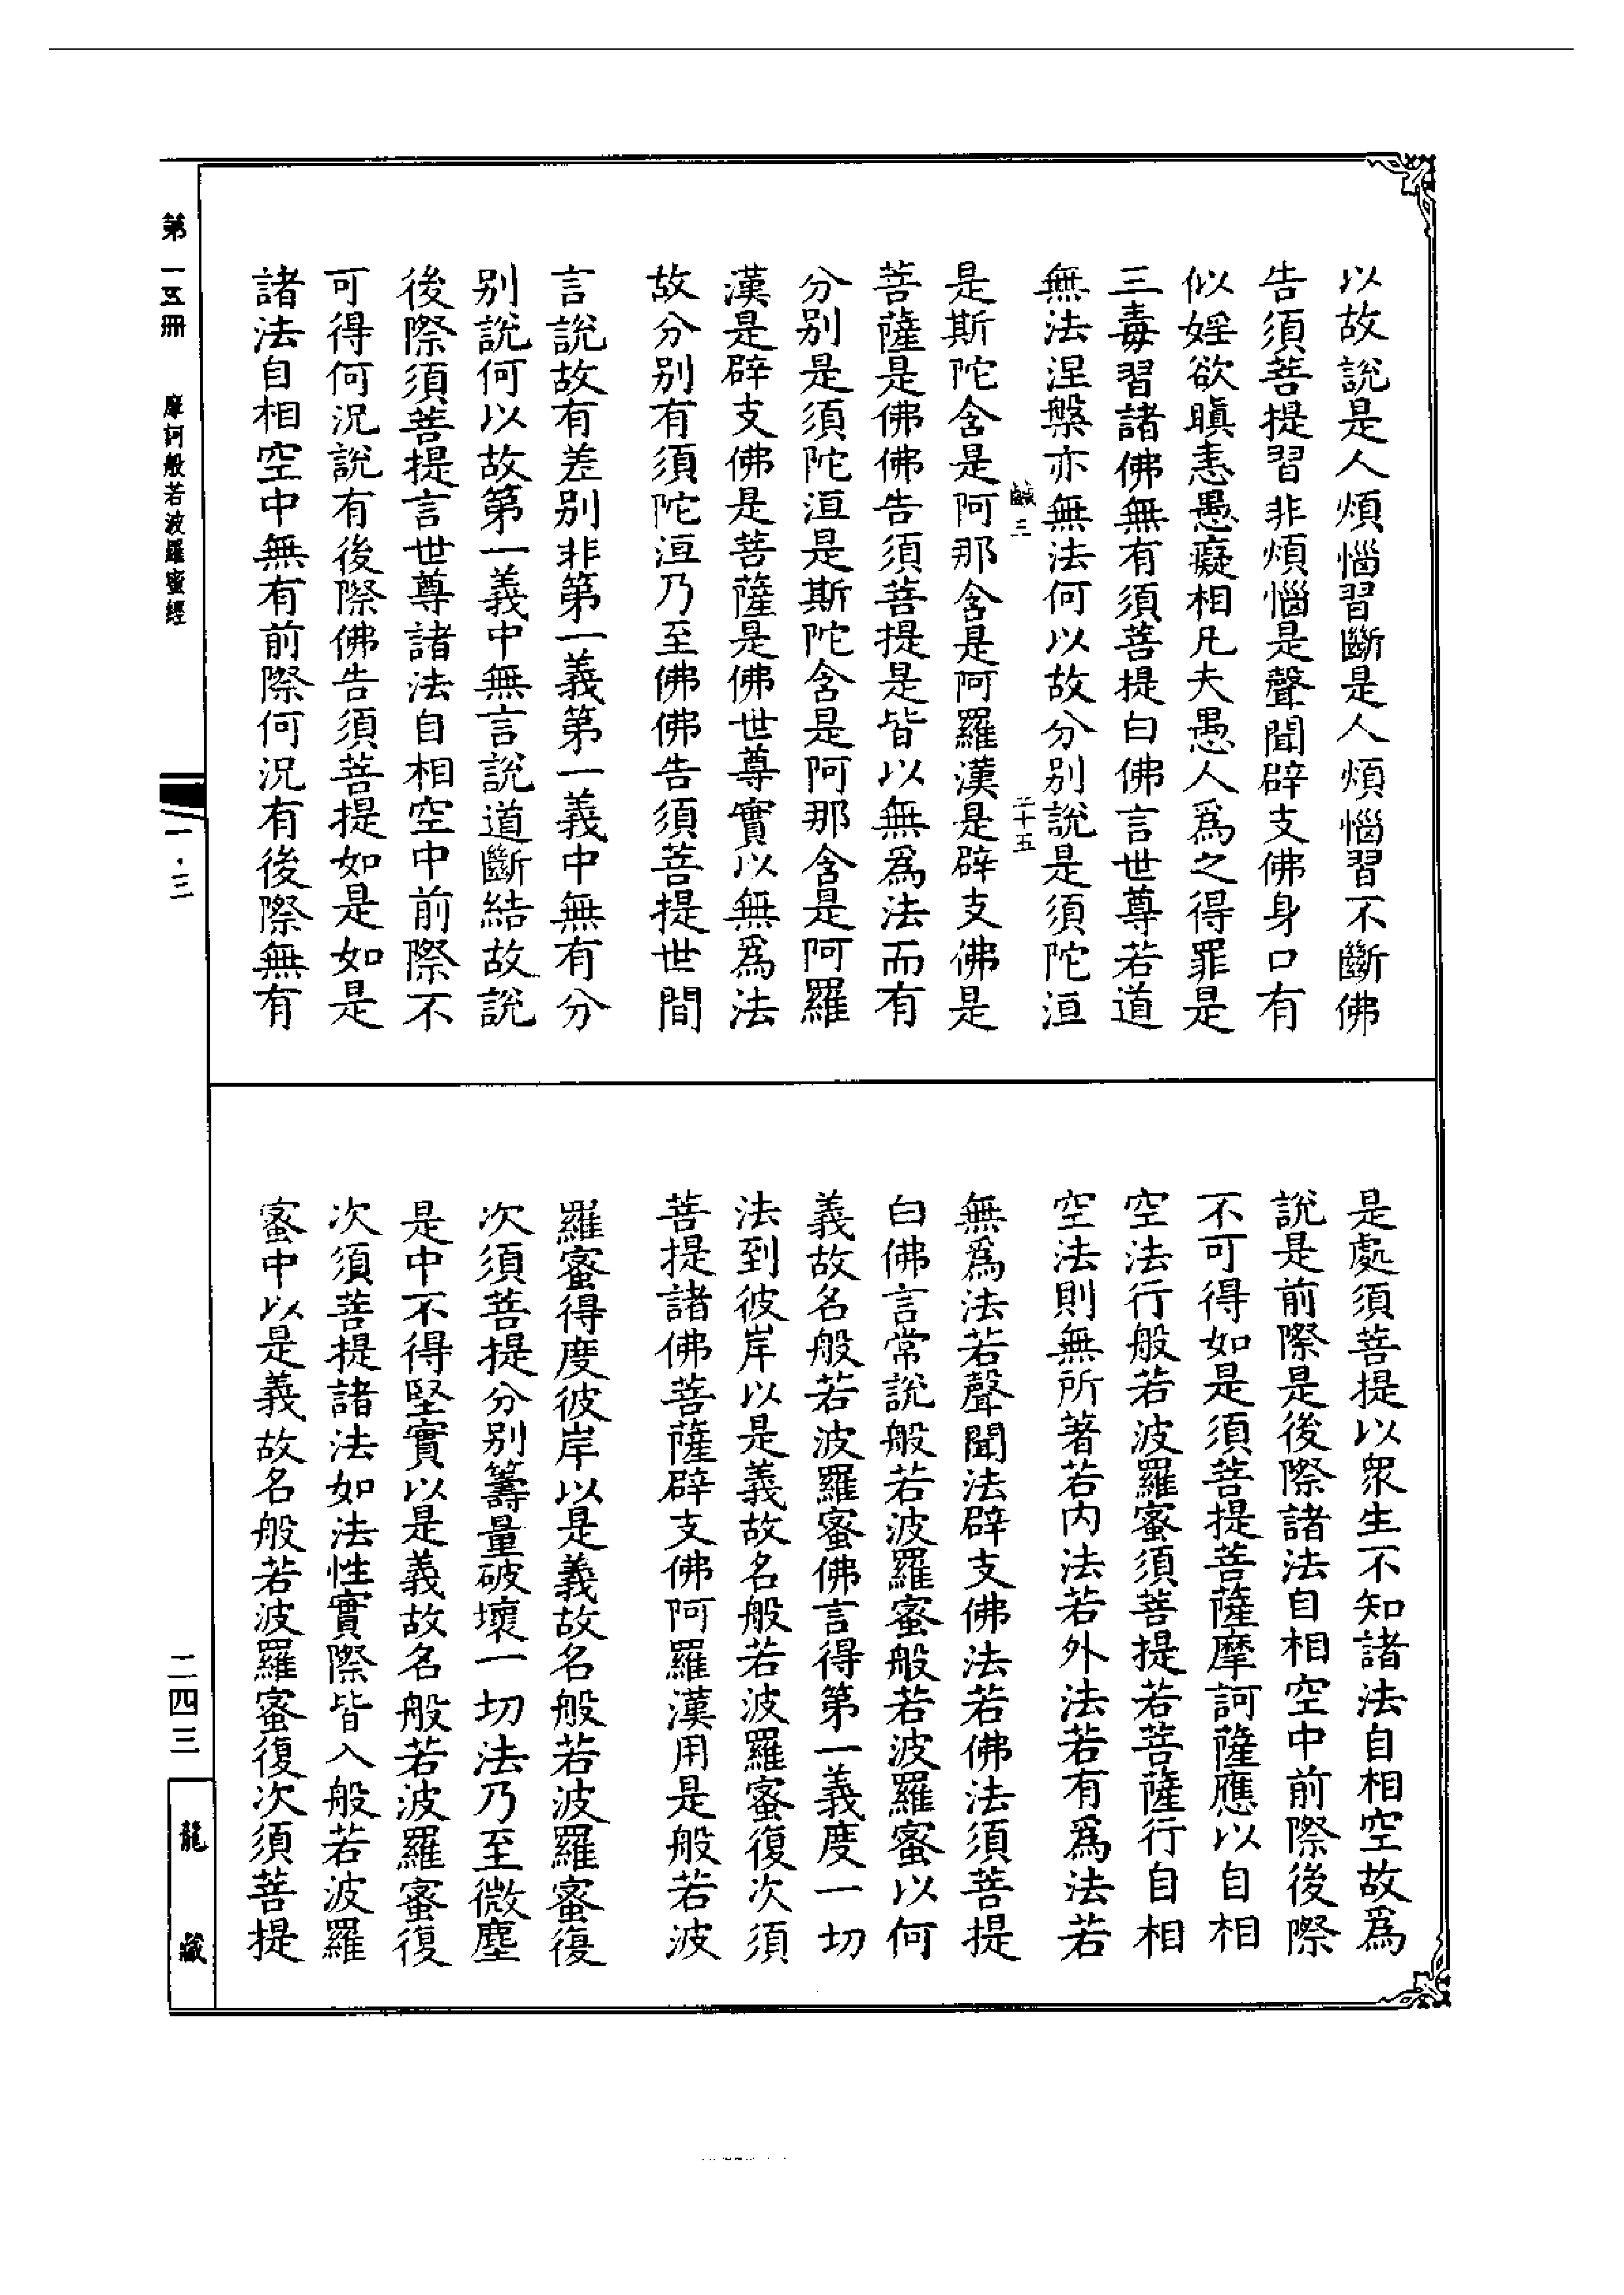 以故說是人煩惱習斷是人煩惱習不斷佛
告須菩提習非煩惱是聲聞辟支佛身口有
似婬欲瞋恚愚癡相凡夫愚人爲之得罪是
三毒習諸佛無有須菩提白佛言世尊若道
無法涅槃亦無法何以故分別說是須陀洹
鹹三
二十五
是斯陀含是阿那含是阿羅漢是辟支佛是
菩薩是佛佛告須菩提是皆以無爲法而有
分別是須陀洹是斯陀含是阿那含是阿羅
漢是辟支佛是菩薩是佛世尊實以無爲法
故分別有須陀洹乃至佛佛告須菩提世間
言說故有差別非第一義第一義中無有分
別說何以故第一義中無言說道斷結故說
後際須菩提言世尊諸法自相空中前際不
可得何況說有後際佛告須菩提如是如是
諸法自相空中無有前際何況有後際無有
是處須菩提以衆生不知諸法自相空故爲
說是前際是後際諸法自相空中前際後際
不可得如是須菩提菩薩摩訶薩應以自相
空法行般若波羅蜜須菩提若菩薩行自相
空法則無所著若內法若外法若有爲法若
無爲法若聲聞法辟支佛法若佛法須菩提
白佛言常說般若波羅蜜般若波羅蜜以何
義故名般若波羅蜜佛言得第一義度一切
法到彼岸以是義故名般若波羅蜜復次須
菩提諸佛菩薩辟支佛阿羅漢用是般若波
羅蜜得度彼岸以是義故名般若波羅蜜復
次須菩提分別籌量破壞一切法乃至微塵
是中不得堅實以是義故名般若波羅蜜復
次須菩提諸法如法性實際皆入般若波羅
蜜中以是義故名般若波羅蜜復次須菩提
第一五冊 摩訶般若波羅蜜經 一·三
二四三
龍藏